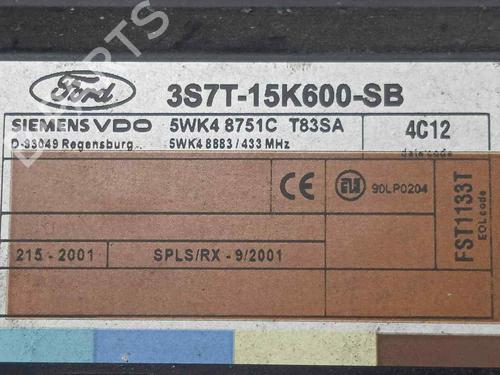 PARTS
Ford
3S7T-15K600-SB
SIEMENS VDO 5WK4 8751C T83SA 4C12
D-93049 Regensburg 5WK4 8883 / 433 MHz date code
CE 90LP0204
FST1133T
EOL code
215 - 2001 SPLS/RX - 9/2001